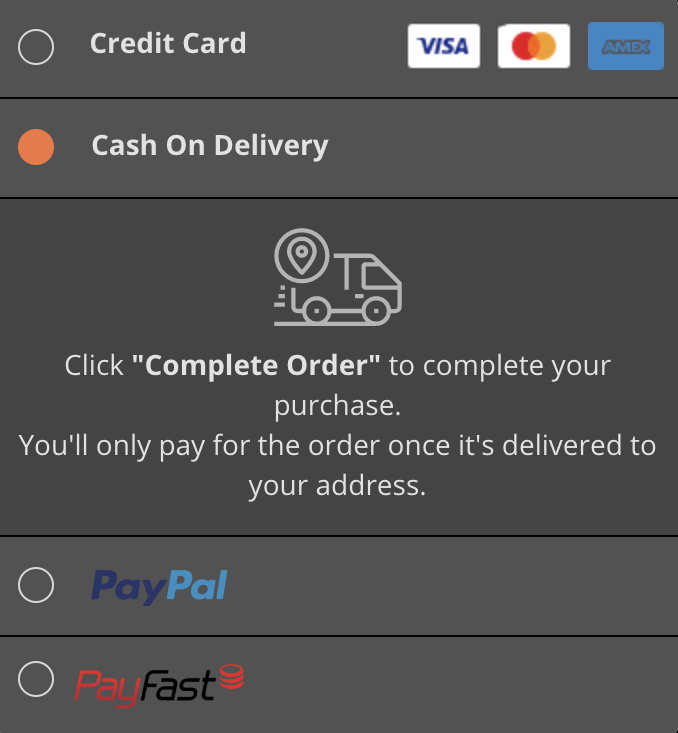 Credit Card VISA AMEX
Cash On Delivery
Click "Complete Order" to complete your
purchase.
You'll only pay for the order once it's delivered to
your address.
PayPal
PayFast